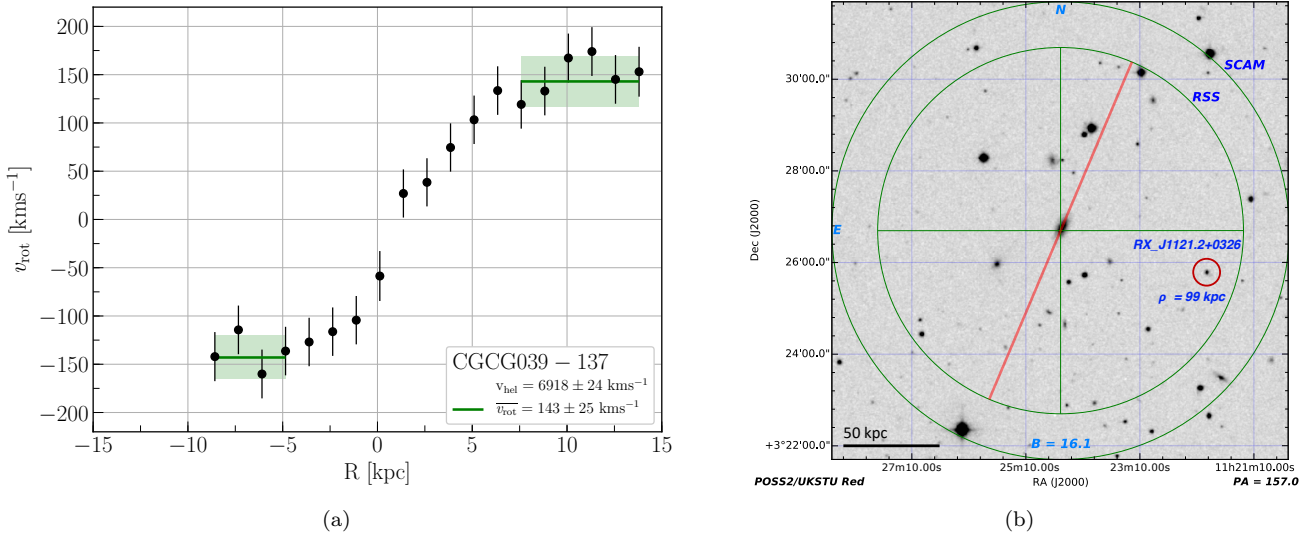 200
150
100
50
0
−50
−100
−150
−200
v_rot [kms⁻¹]
CGCG039 − 137
v_hel = 6918 ± 24 kms⁻¹
v̅_rot = 143 ± 25 kms⁻¹
−15 −10 −5 0 5 10 15
R [kpc]
(a)
N
SCAM
RSS
30'00.0"
28'00.0"
E
RX_J1121.2+0326
26'00.0"
ρ = 99 kpc
24'00.0"
50 kpc
B = 16.1
+3°22'00.0"
Dec (J2000)
27m10.00s 25m10.00s 23m10.00s 11h21m10.00s
POSS2/UKSTU Red RA (J2000) PA = 157.0
(b)